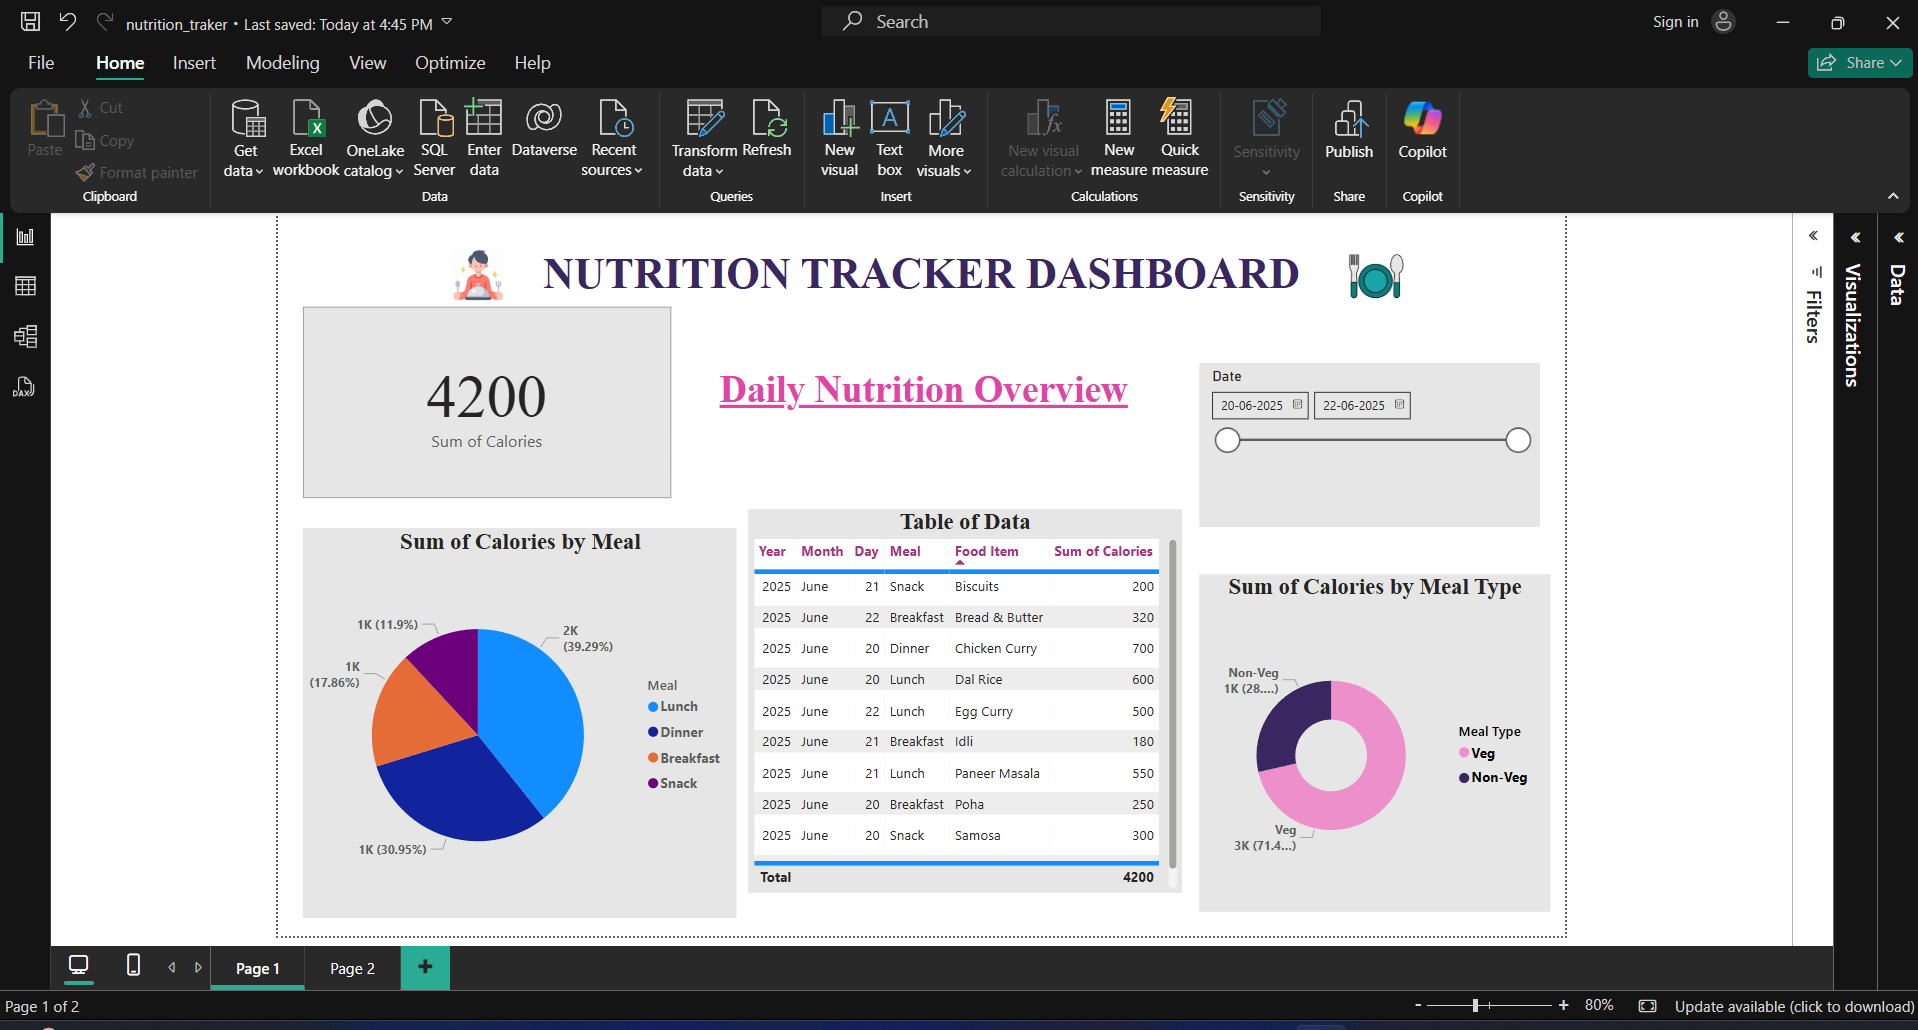 nutrition_traker • Last saved: Today at 4:45 PM
Search
Sign in
File Home Insert Modeling View Optimize Help
Share
Paste
Cut
Copy
Format painter
Clipboard
Get data
Excel workbook
OneLake catalog
SQL Server
Enter data
Dataverse
Recent sources
Data
Transform data
Refresh
Queries
New visual
Text box
More visuals
Insert
New visual calculation
New measure
Quick measure
Calculations
Sensitivity
Sensitivity
Publish
Share
Copilot
Copilot
DAX
NUTRITION TRACKER DASHBOARD
4200
Sum of Calories
Daily Nutrition Overview
Date
20-06-2025 22-06-2025
Sum of Calories by Meal
1K (11.9%)
2K
(39.29%)
1K
(17.86%)
1K (30.95%)
Meal
Lunch
Dinner
Breakfast
Snack
Table of Data
Year Month Day Meal Food Item Sum of Calories
2025 June 21 Snack Biscuits 200
2025 June 22 Breakfast Bread & Butter 320
2025 June 20 Dinner Chicken Curry 700
2025 June 20 Lunch Dal Rice 600
2025 June 22 Lunch Egg Curry 500
2025 June 21 Breakfast Idli 180
2025 June 21 Lunch Paneer Masala 550
2025 June 20 Breakfast Poha 250
2025 June 20 Snack Samosa 300
Total 4200
Sum of Calories by Meal Type
Non-Veg
1K (28....)
Veg
3K (71.4...)
Meal Type
Veg
Non-Veg
Filters
Visualizations
Data
Page 1 Page 2 +
Page 1 of 2
- + 80%
Update available (click to download)